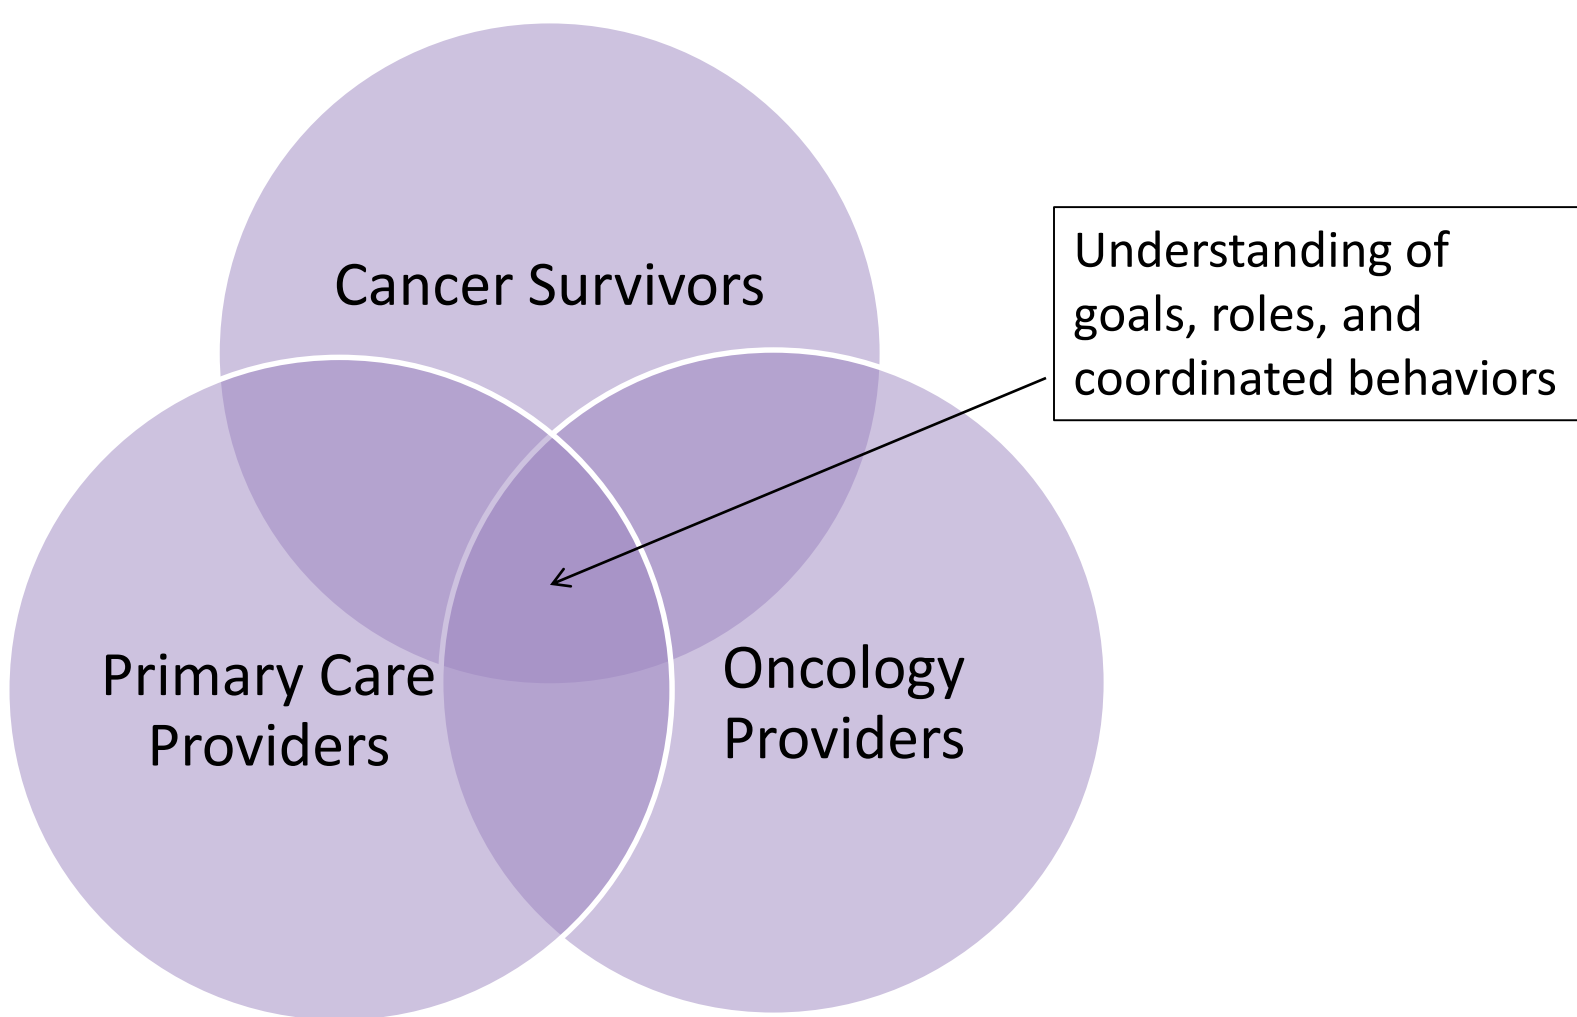 Cancer Survivors
Understanding of
goals, roles, and
coordinated behaviors
Primary Care
Providers
Oncology
Providers